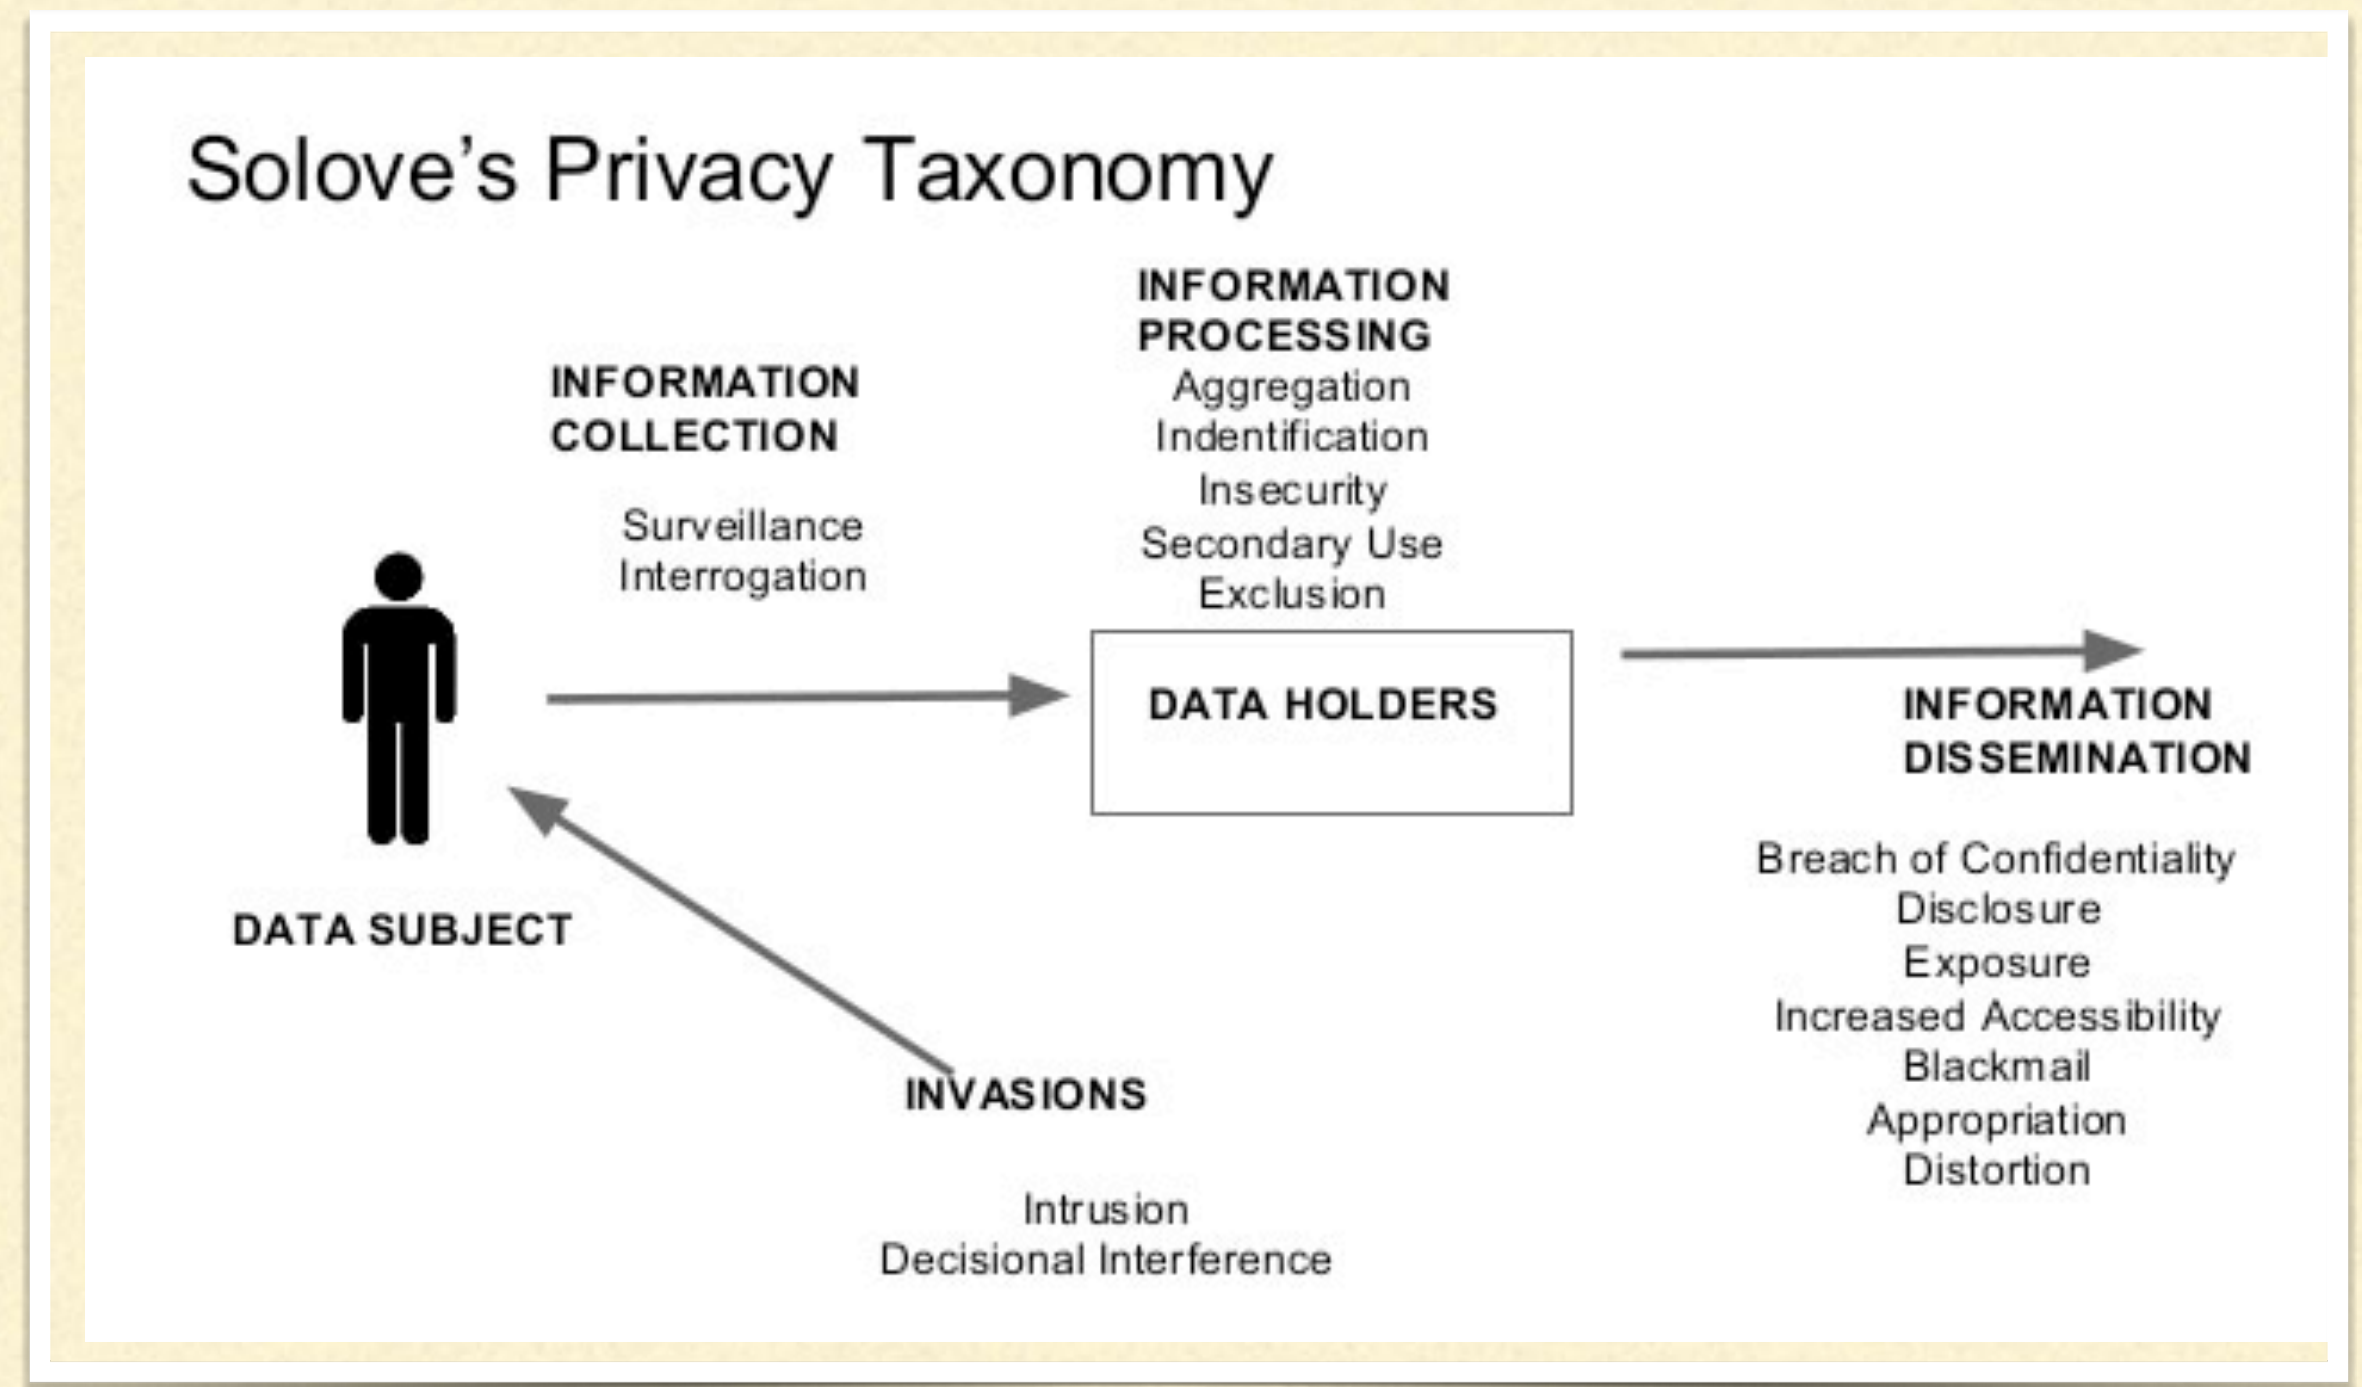 Solove’s Privacy Taxonomy
INFORMATION
COLLECTION
Surveillance
Interrogation
INFORMATION
PROCESSING
Aggregation
Indentification
Insecurity
Secondary Use
Exclusion
DATA HOLDERS
INFORMATION
DISSEMINATION
Breach of Confidentiality
Disclosure
Exposure
Increased Accessibility
Blackmail
Appropriation
Distortion
DATA SUBJECT
INVASIONS
Intrusion
Decisional Interference